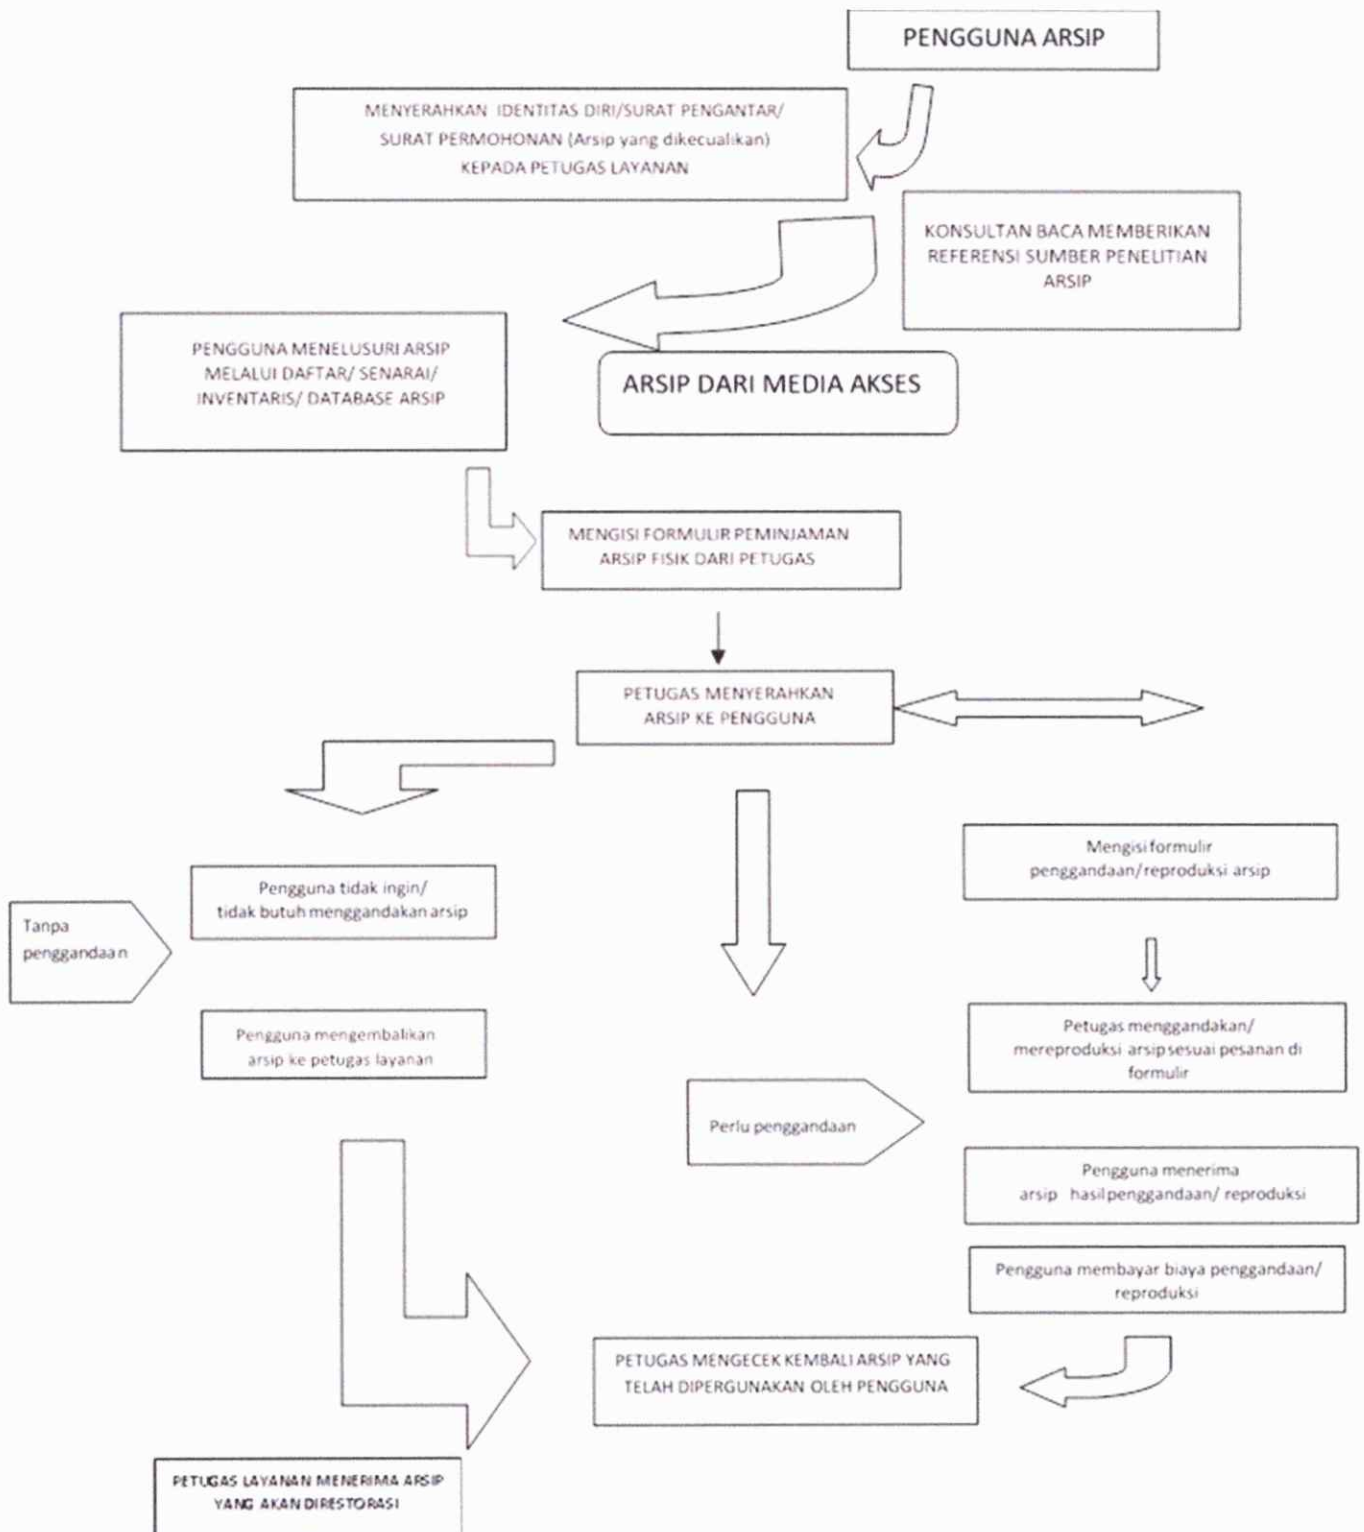 PENGGUNA ARSIP
MENYERAHKAN IDENTITAS DIRI/SURAT PENGANTAR/
SURAT PERMOHONAN (Arsip yang dikecualikan)
KEPADA PETUGAS LAYANAN
KONSULTAN BACA MEMBERIKAN
REFERENSI SUMBER PENELITIAN
ARSIP
PENGGUNA MENELUSURI ARSIP
MELALUI DAFTAR/ SENARAI/
INVENTARIS/ DATABASE ARSIP
ARSIP DARI MEDIA AKSES
MENGISI FORMULIR PEMINJAMAN
ARSIP FISIK DARI PETUGAS
PETUGAS MENYERAHKAN
ARSIP KE PENGGUNA
Pengguna tidak ingin/
tidak butuh menggandakan arsip
Tanpa
penggandaan
Pengguna mengembalikan
arsip ke petugas layanan
Mengisi formulir
penggandaan/reproduksi arsip
Petugas menggandakan/
mereproduksi arsip sesuai pesanan di
formulir
Perlu penggandaan
Pengguna menerima
arsip hasil penggandaan/ reproduksi
Pengguna membayar biaya penggandaan/
reproduksi
PETUGAS MENGECEK KEMBALI ARSIP YANG
TELAH DIPERGUNAKAN OLEH PENGGUNA
PETUGAS LAYANAN MENERIMA ARSIP
YANG AKAN DIRESTORASI